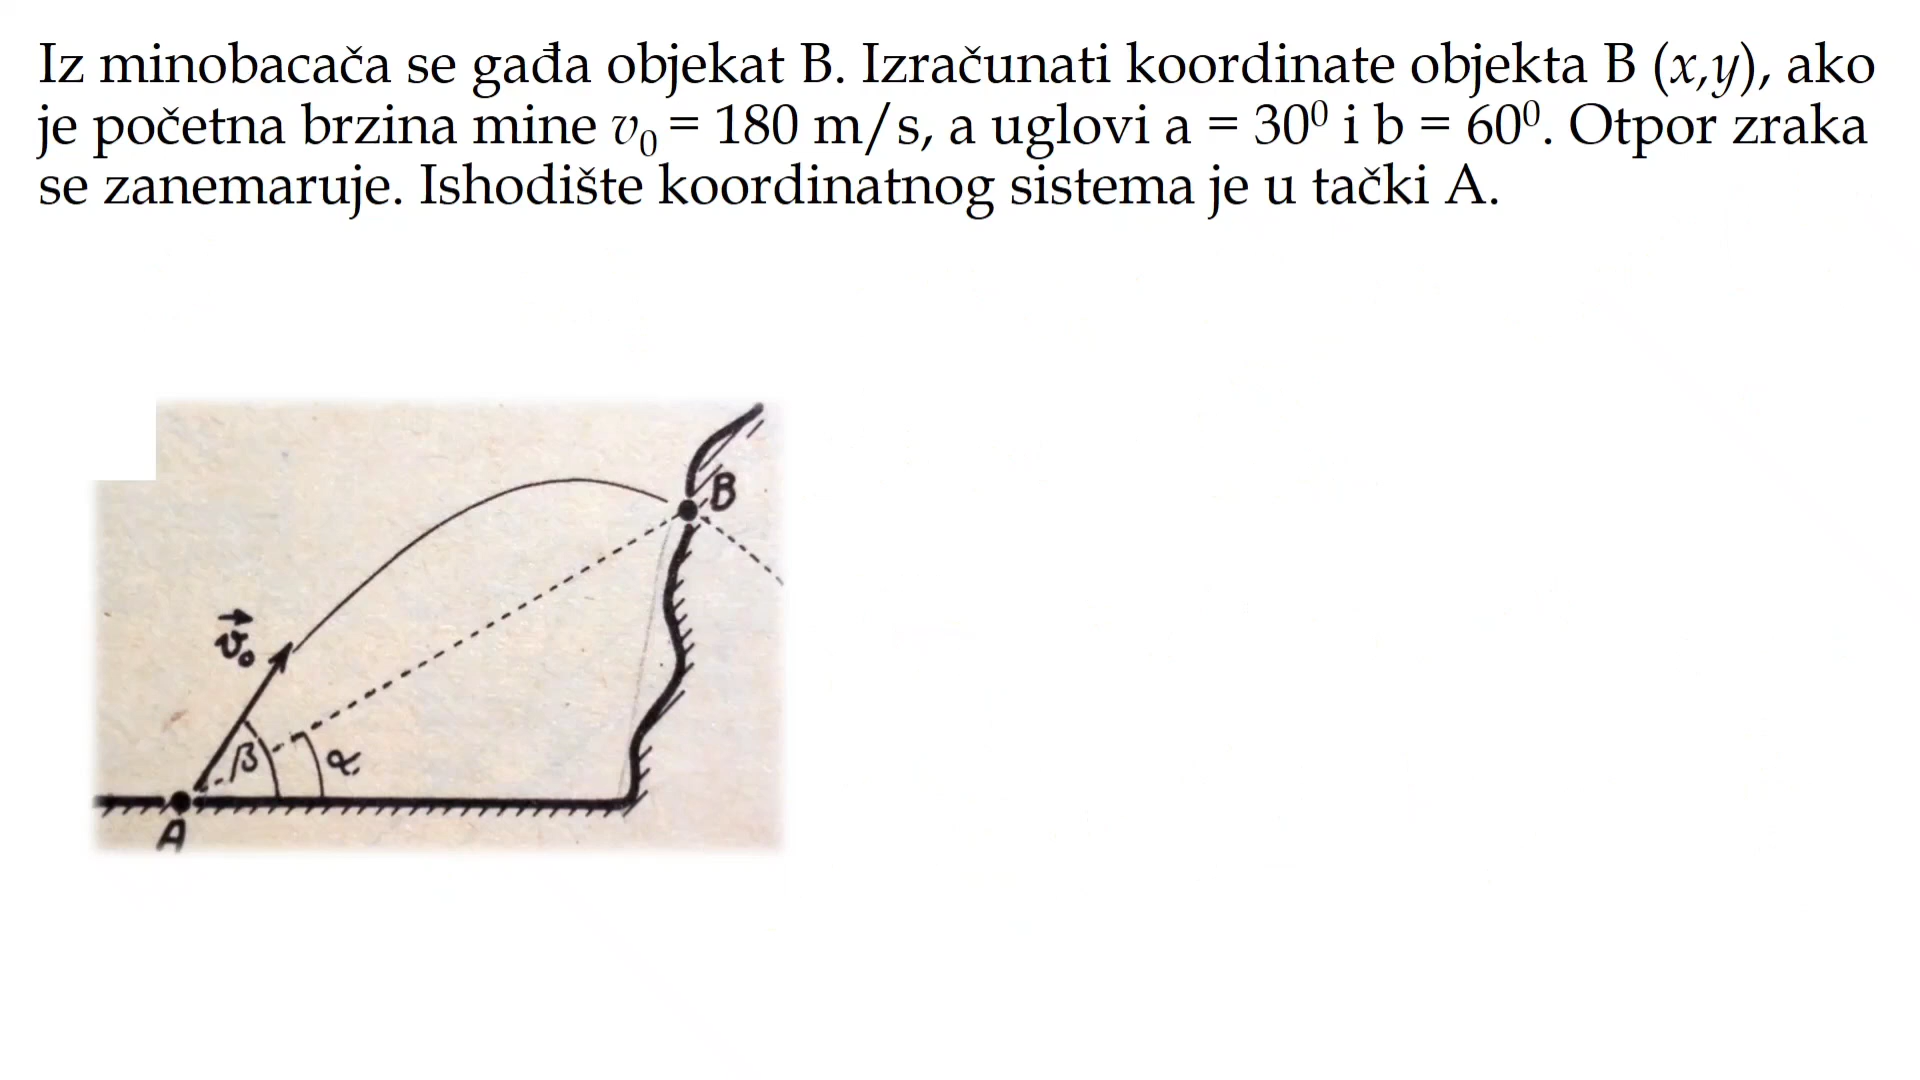 Iz minobacača se gađa objekat B. Izračunati koordinate objekta B (x,y), ako
je početna brzina mine v₀ = 180 m/s, a uglovi a = 30⁰ i b = 60⁰. Otpor zraka
se zanemaruje. Ishodište koordinatnog sistema je u tački A.
B
v⃗₀
β
α
A